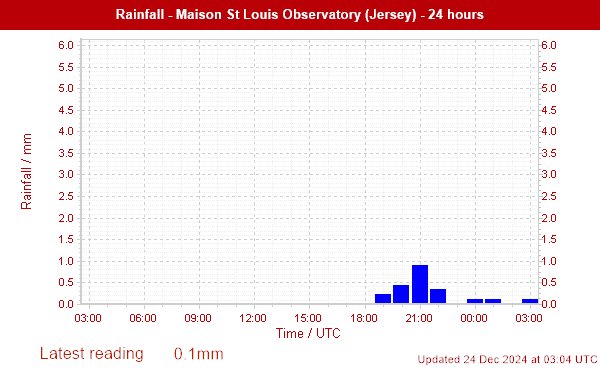 Rainfall - Maison St Louis Observatory (Jersey) - 24 hours
6.0 6.0
5.5 5.5
5.0 5.0
4.5 4.5
4.0 4.0
3.5 3.5
3.0 3.0
2.5 2.5
2.0 2.0
1.5 1.5
1.0 1.0
0.5 0.5
0.0 0.0
Rainfall / mm
03:00 06:00 09:00 12:00 15:00 18:00 21:00 00:00 03:00
Time / UTC
Latest reading 0.1mm
Updated 24 Dec 2024 at 03:04 UTC